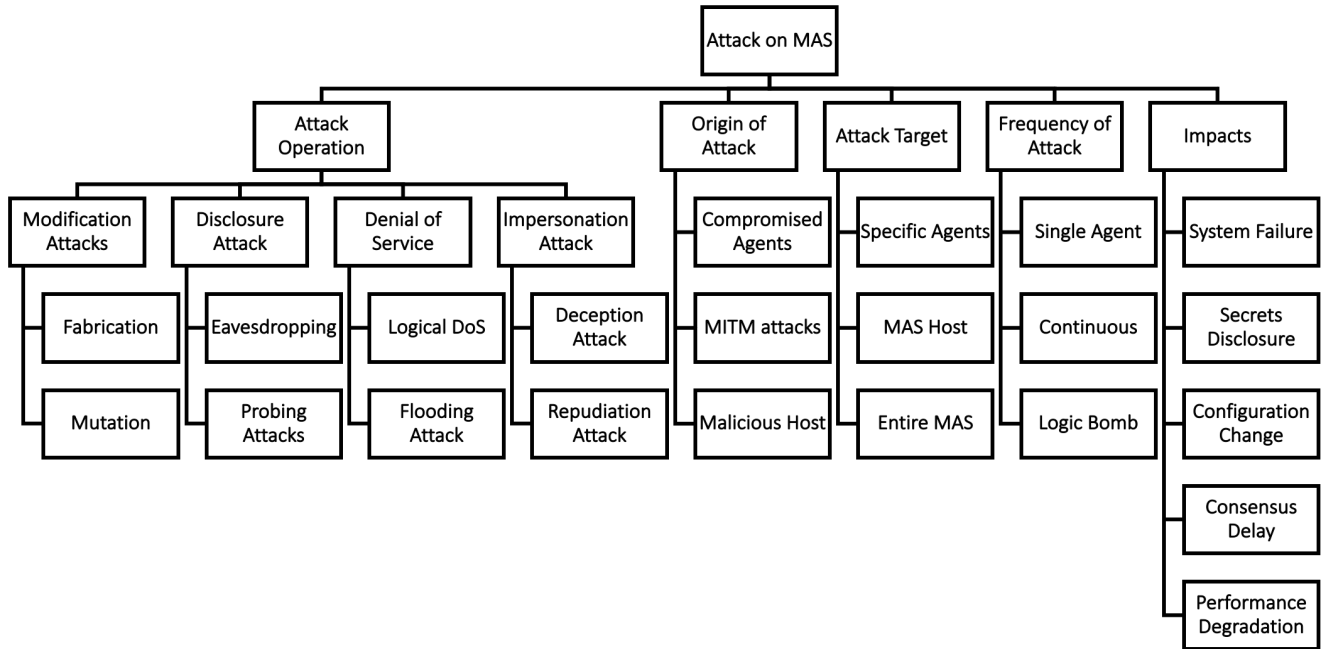 Attack on MAS
Attack
Operation
Origin of
Attack
Attack Target
Frequency of
Attack
Impacts
Modification
Attacks
Disclosure
Attack
Denial of
Service
Impersonation
Attack
Compromised
Agents
Specific Agents
Single Agent
System Failure
Fabrication
Eavesdropping
Logical DoS
Deception
Attack
MITM attacks
MAS Host
Continuous
Secrets
Disclosure
Mutation
Probing
Attacks
Flooding
Attack
Repudiation
Attack
Malicious Host
Entire MAS
Logic Bomb
Configuration
Change
Consensus
Delay
Performance
Degradation